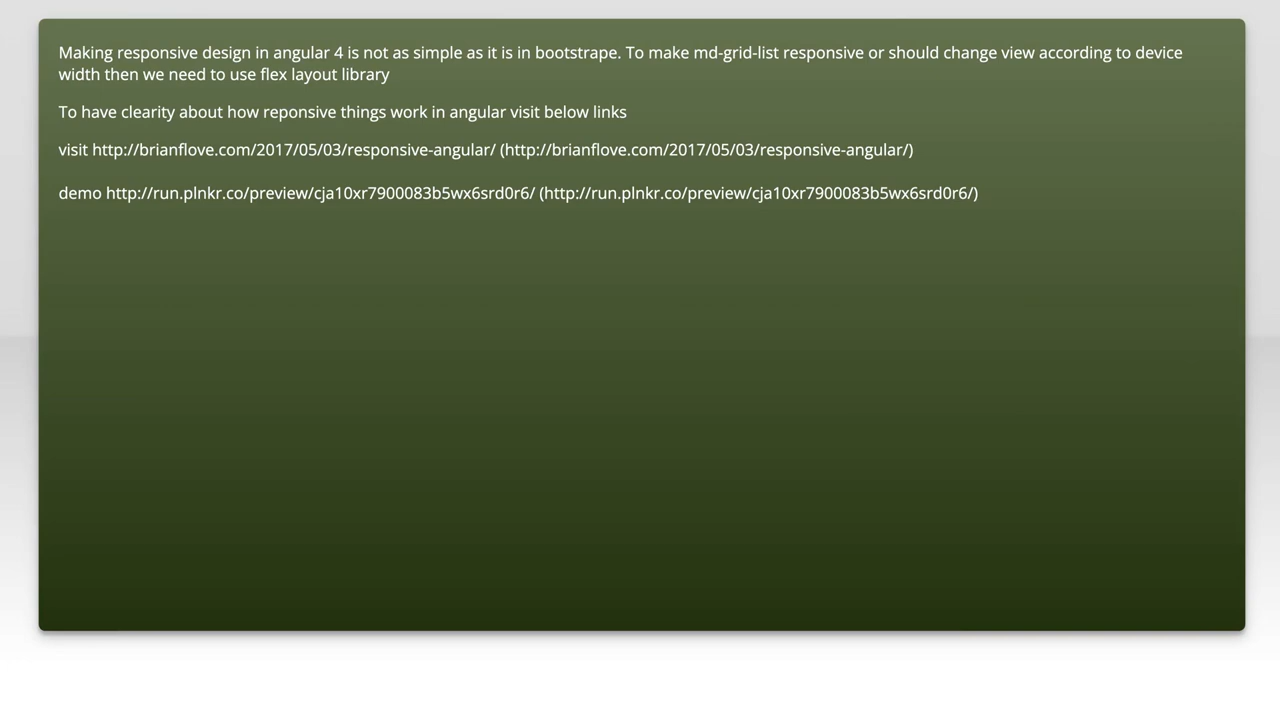 Making responsive design in angular 4 is not as simple as it is in bootstrape. To make md-grid-list responsive or should change view according to device
width then we need to use flex layout library
To have clearity about how reponsive things work in angular visit below links
visit http://brianflove.com/2017/05/03/responsive-angular/ (http://brianflove.com/2017/05/03/responsive-angular/)
demo http://run.plnkr.co/preview/cja10xr7900083b5wx6srd0r6/ (http://run.plnkr.co/preview/cja10xr7900083b5wx6srd0r6/)